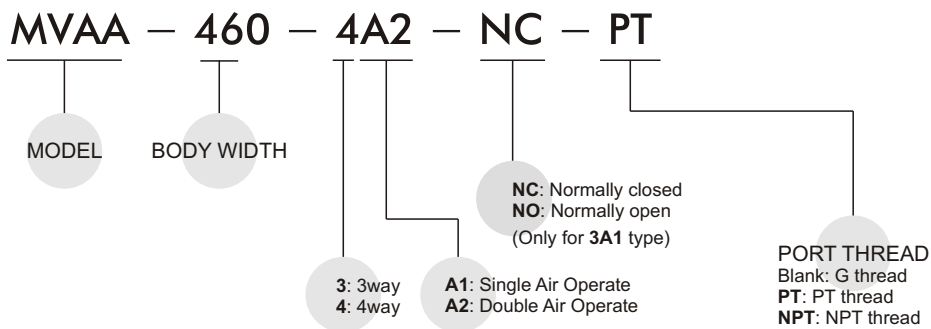 MVAA – 460 – 4A2 – NC – PT
MODEL
BODY WIDTH
3: 3way
4: 4way
A1: Single Air Operate
A2: Double Air Operate
NC: Normally closed
NO: Normally open
(Only for 3A1 type)
PORT THREAD
Blank: G thread
PT: PT thread
NPT: NPT thread